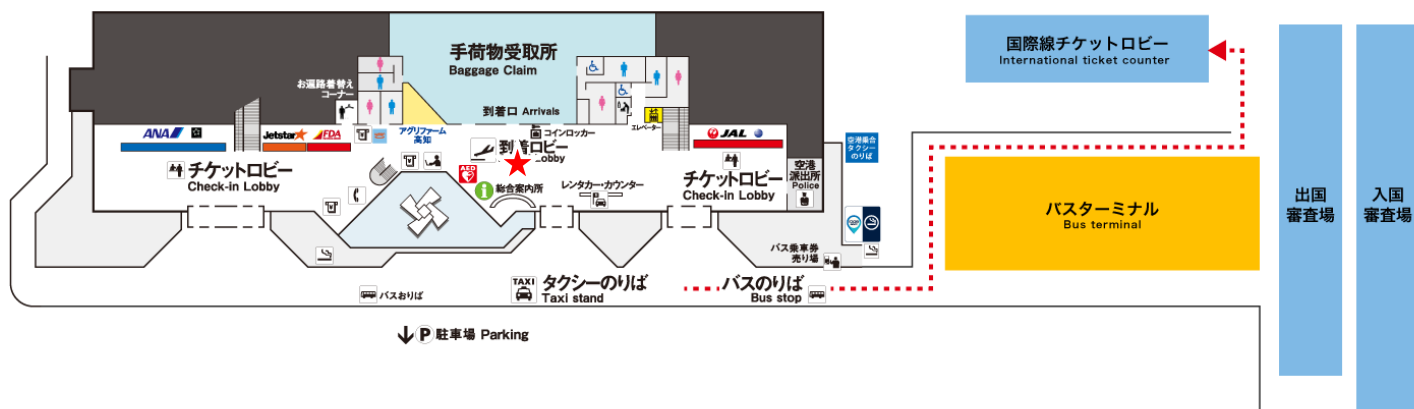 手荷物受取所
Baggage Claim
お遍路着替え
コーナー
到着口 Arrivals
コインロッカー
エレベーター
アグリファーム
高知
ANA
Jetstar
FDA
JAL
到着ロビー
Lobby
AED
チケットロビー
Check-in Lobby
総合案内所
レンタカー・カウンター
チケットロビー
Check-in Lobby
空港
派出所
Police
空港乗合
タクシー
のりば
バス乗車券
売り場
TAXI
タクシーのりば
Taxi stand
バスのりば
Bus stop
バスおりば
P 駐車場 Parking
国際線チケットロビー
International ticket counter
バスターミナル
Bus terminal
出国
審査場
入国
審査場